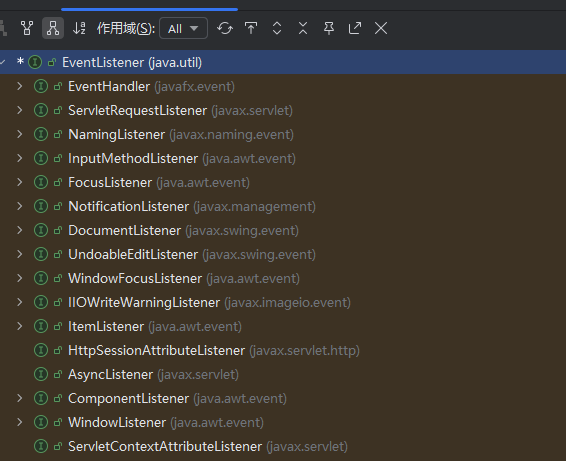 作用域(S): All
* EventListener (java.util)
EventHandler (javafx.event)
ServletRequestListener (javax.servlet)
NamingListener (javax.naming.event)
InputMethodListener (java.awt.event)
FocusListener (java.awt.event)
NotificationListener (javax.management)
DocumentListener (javax.swing.event)
UndoableEditListener (javax.swing.event)
WindowFocusListener (java.awt.event)
IIOWriteWarningListener (javax.imageio.event)
ItemListener (java.awt.event)
HttpSessionAttributeListener (javax.servlet.http)
AsyncListener (javax.servlet)
ComponentListener (java.awt.event)
WindowListener (java.awt.event)
ServletContextAttributeListener (javax.servlet)